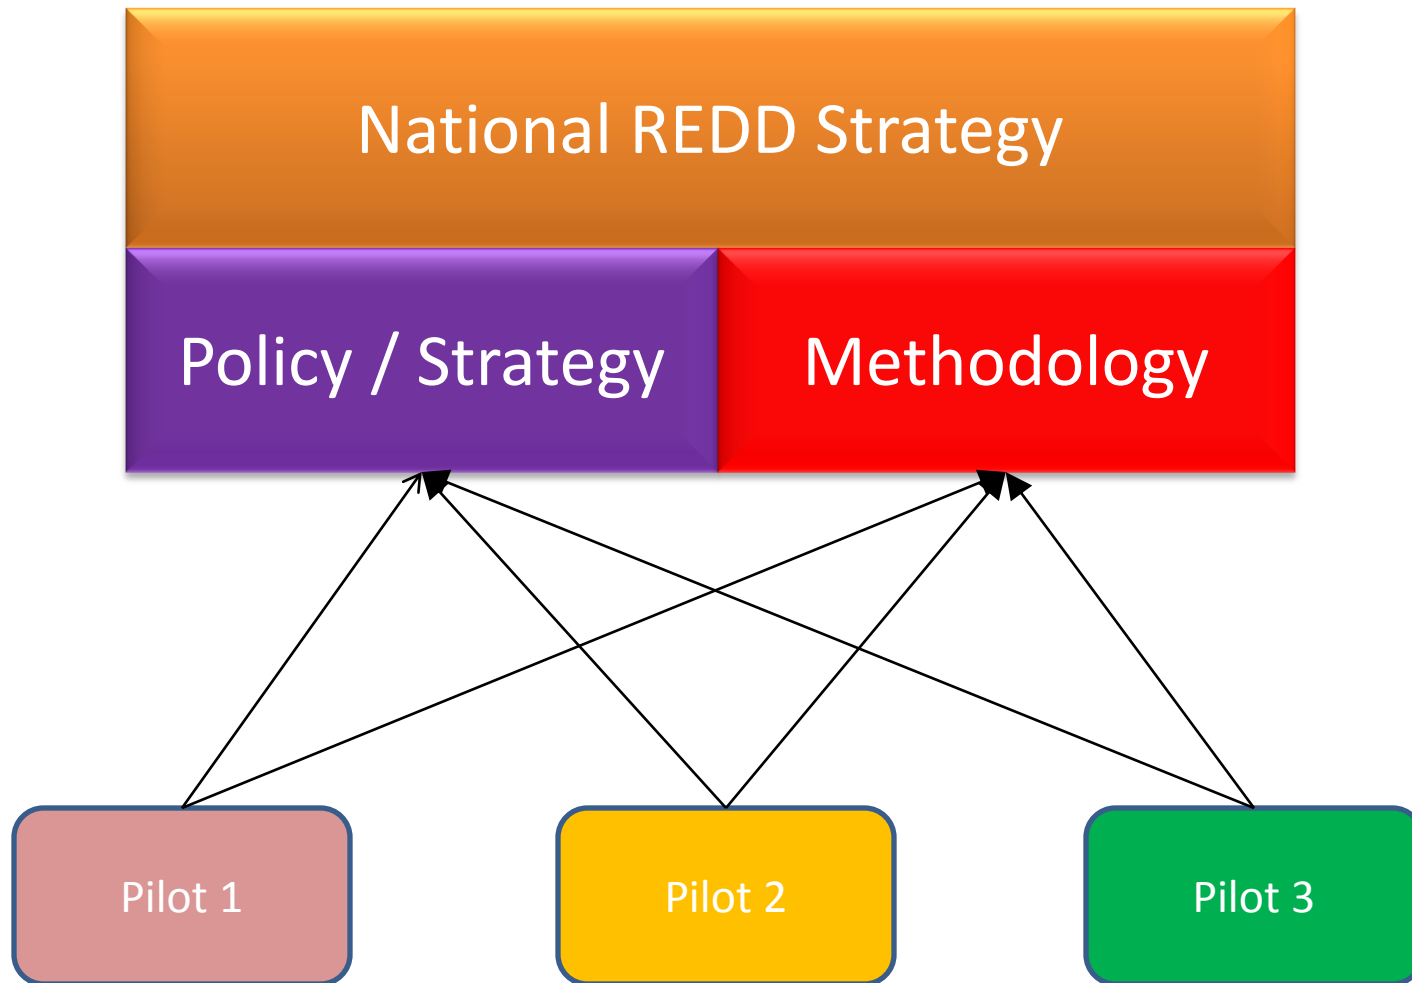 National REDD Strategy
Policy / Strategy
Methodology
Pilot 1
Pilot 2
Pilot 3